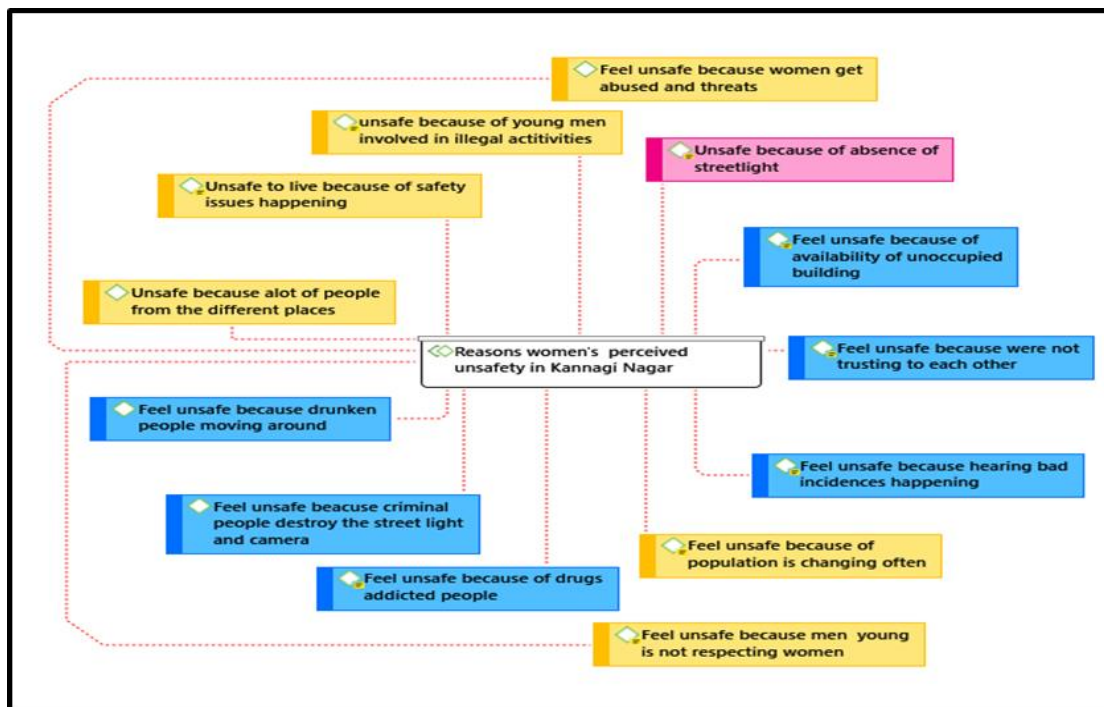 Feel unsafe because women get
abused and threats
unsafe because of young men
involved in illegal actitivities
Unsafe because of absence of
streetlight
Unsafe to live because of safety
issues happening
Feel unsafe because of
availability of unoccupied
building
Unsafe because alot of people
from the different places
Reasons women's perceived
unsafety in Kannagi Nagar
Feel unsafe because were not
trusting to each other
Feel unsafe because drunken
people moving around
Feel unsafe because hearing bad
incidences happening
Feel unsafe beacuse criminal
people destroy the street light
and camera
Feel unsafe because of
population is changing often
Feel unsafe because of drugs
addicted people
Feel unsafe because men young
is not respecting women